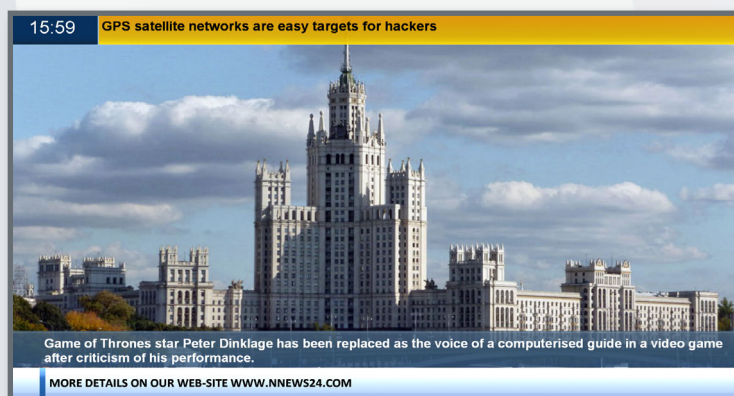 15:59 GPS satellite networks are easy targets for hackers
Game of Thrones star Peter Dinklage has been replaced as the voice of a computerised guide in a video game
after criticism of his performance.
MORE DETAILS ON OUR WEB-SITE WWW.NNEWS24.COM